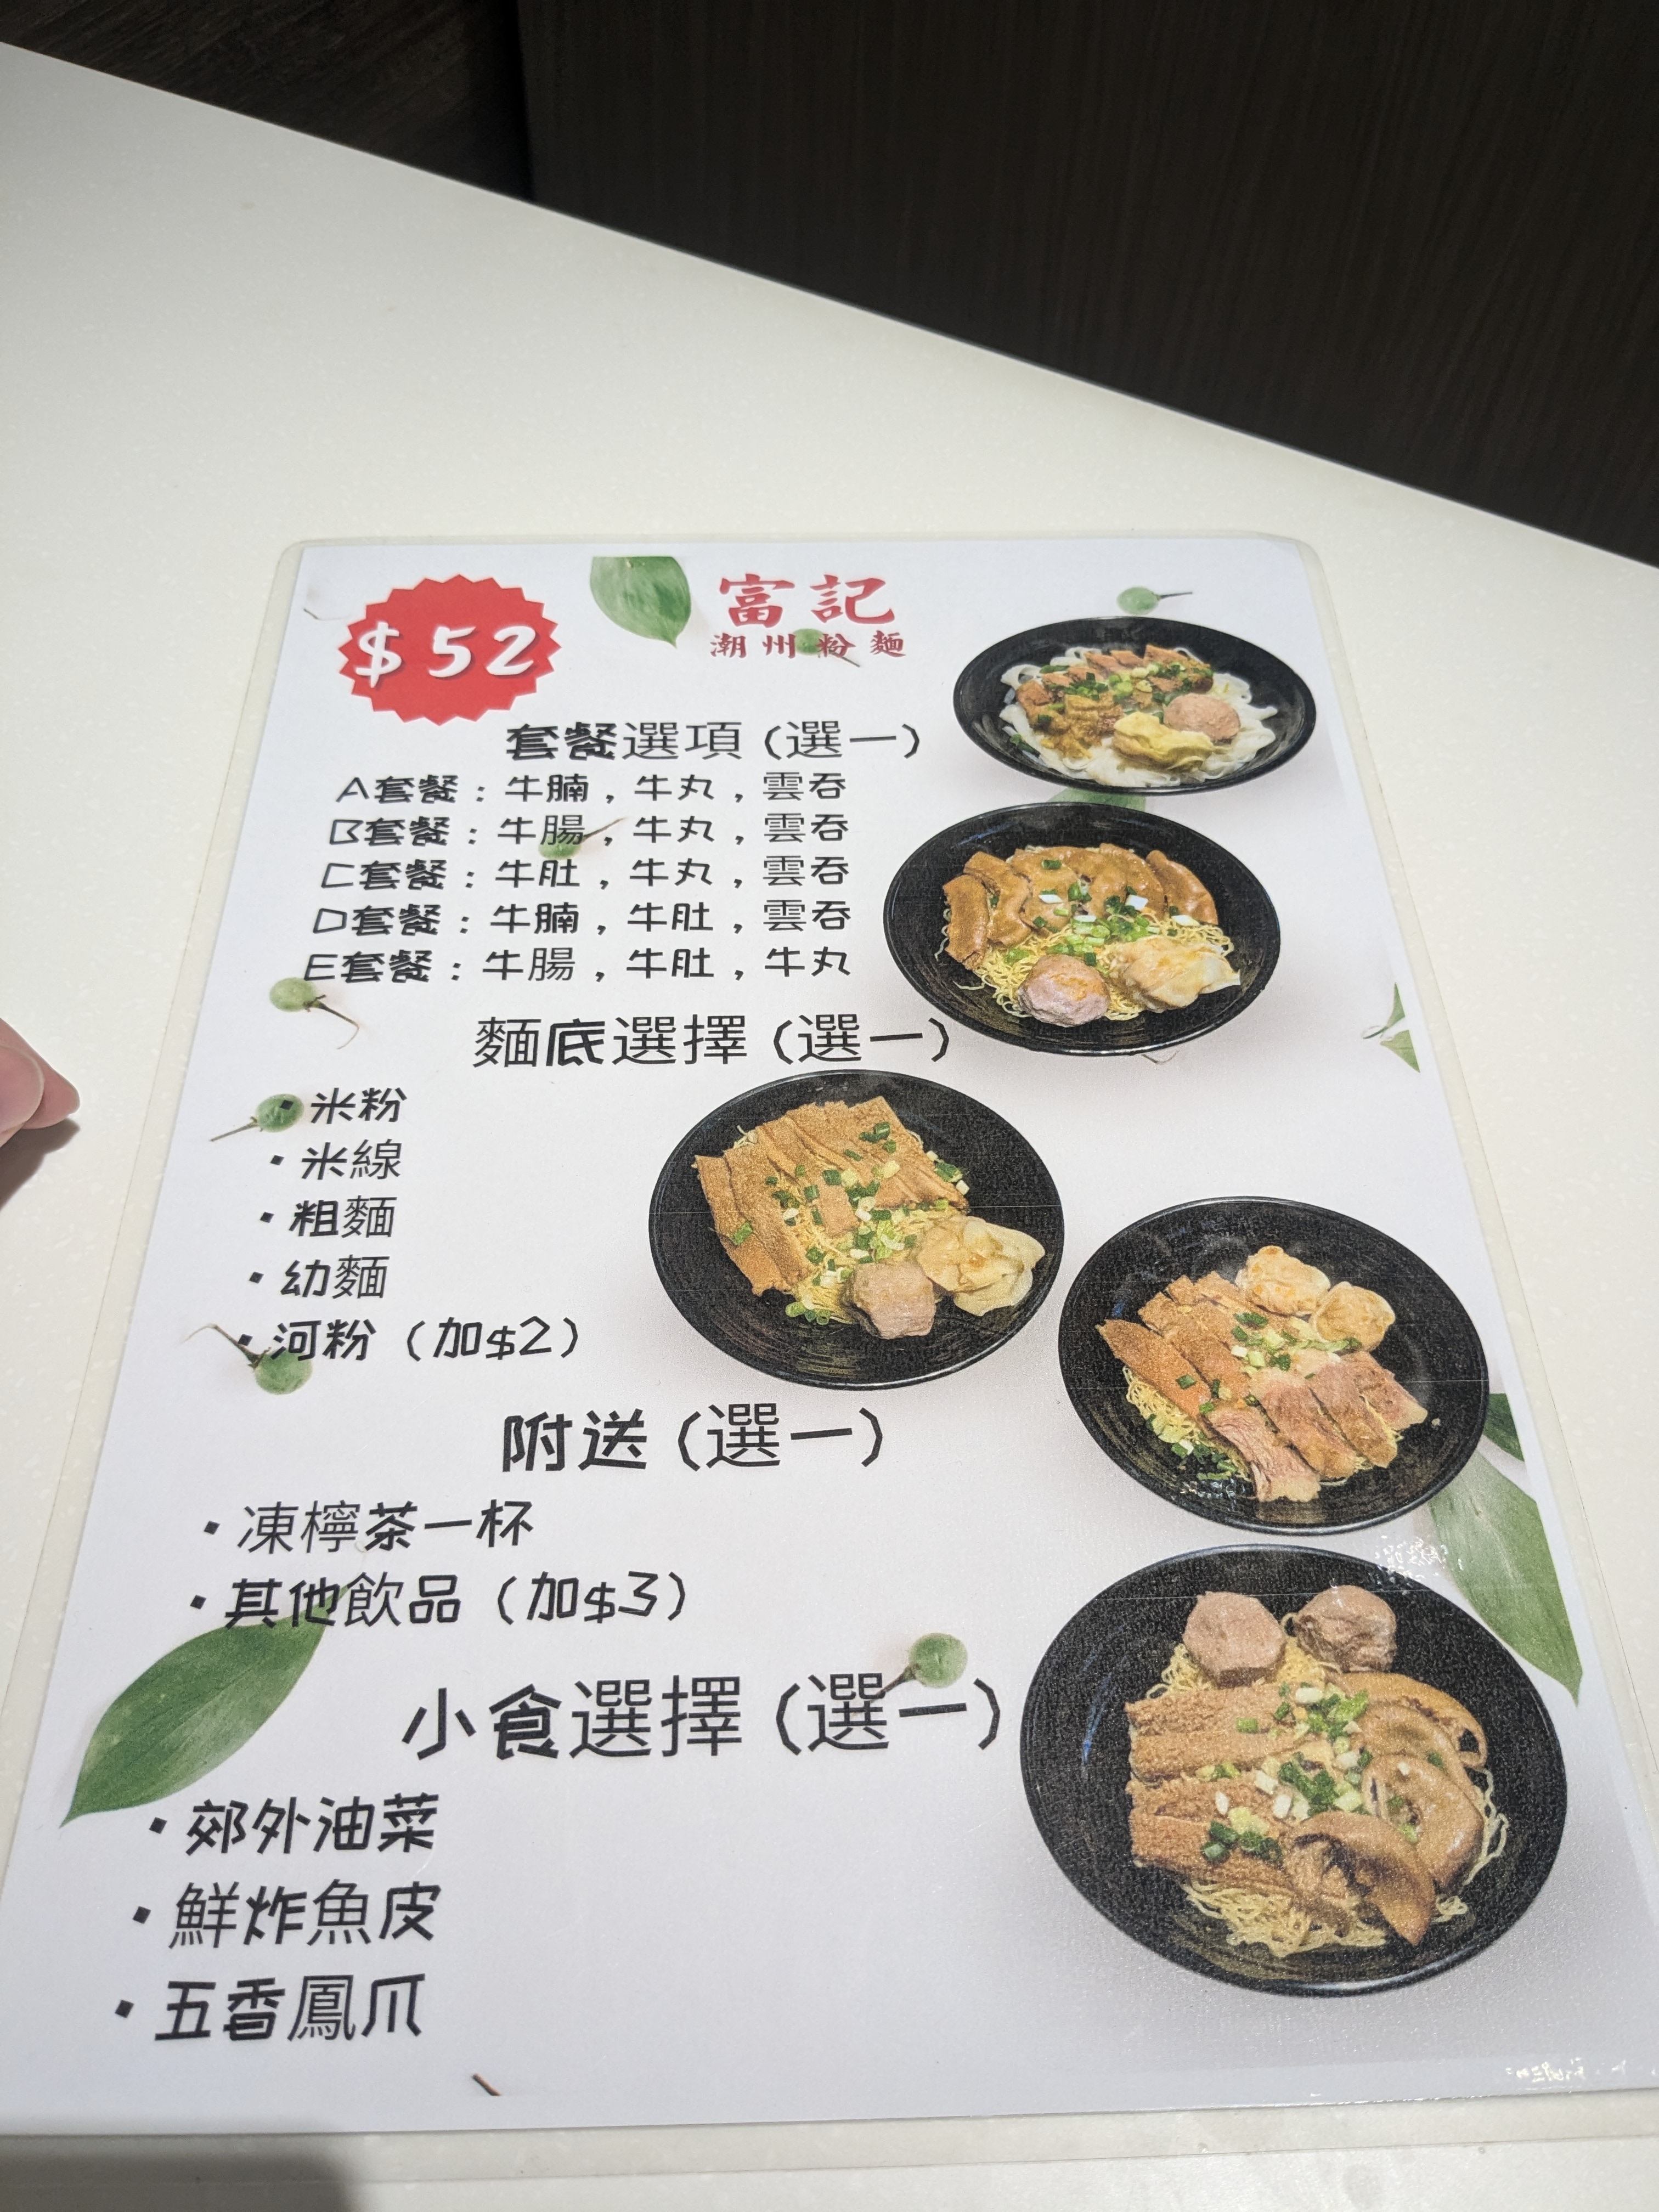 $52
富記
潮州粉麵
套餐選項 (選一)
A套餐：牛腩，牛丸，雲吞
B套餐：牛腸，牛丸，雲吞
C套餐：牛肚，牛丸，雲吞
D套餐：牛腩，牛肚，雲吞
E套餐：牛腸，牛肚，牛丸
麵底選擇 (選一)
・米粉
・米線
・粗麵
・幼麵
・河粉（加$2）
附送 (選一)
・凍檸茶一杯
・其他飲品（加$3）
小食選擇 (選一)
・郊外油菜
・鮮炸魚皮
・五香鳳爪